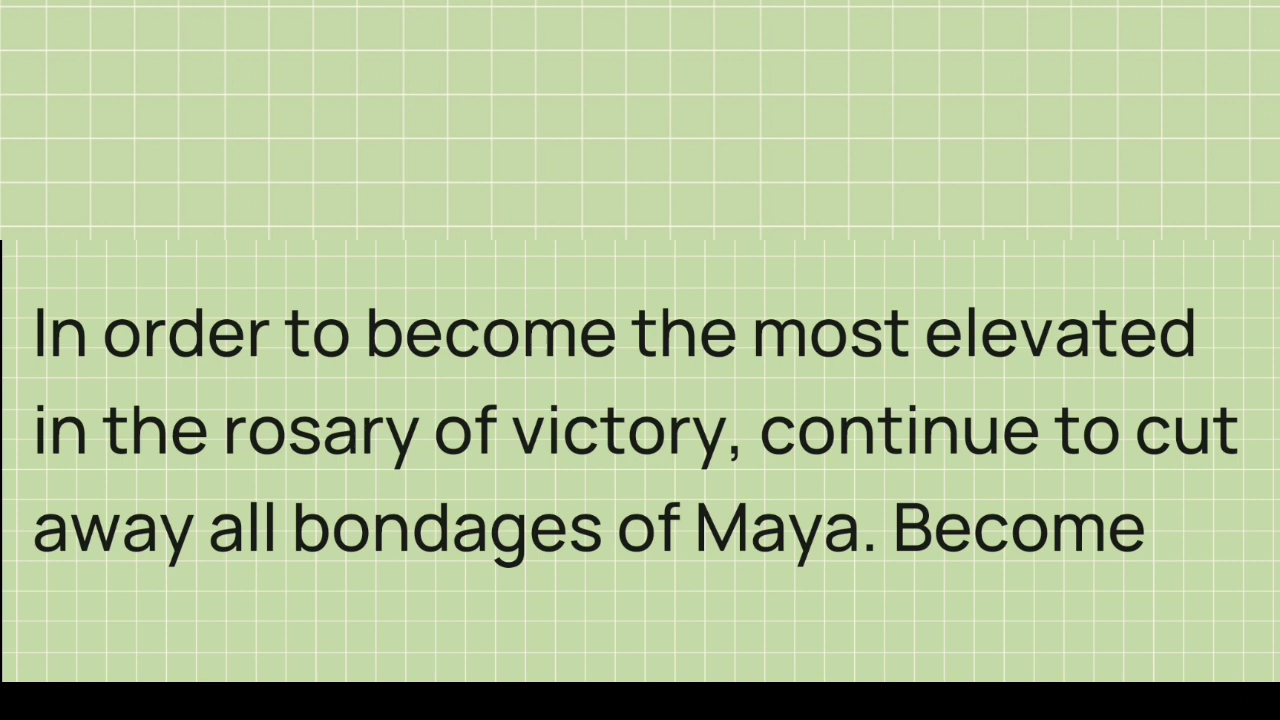 In order to become the most elevated
in the rosary of victory, continue to cut
away all bondages of Maya. Become